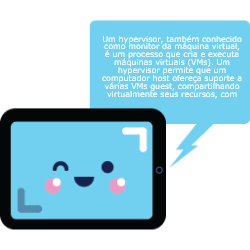 Um hypervisor, também conhecido
como monitor da máquina virtual,
é um processo que cria e executa
máquinas virtuais (VMs). Um
hypervisor permite que um
computador host ofereça suporte a
várias VMs guest, compartilhando
virtualmente seus recursos, com